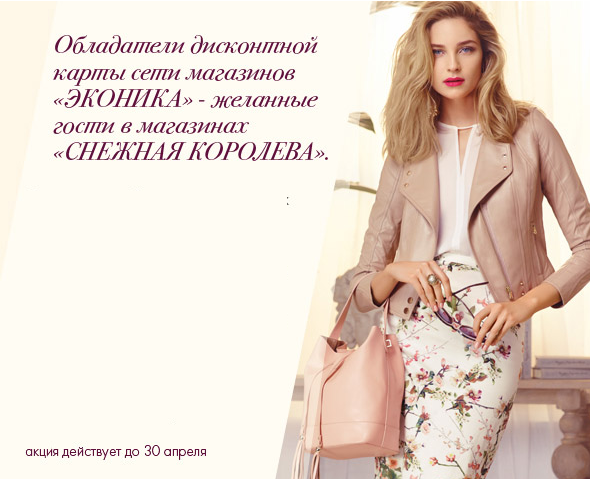 Обладатели дисконтной
карты сети магазинов
«ЭКОНИКА» - желанные
гости в магазинах
«СНЕЖНАЯ КОРОЛЕВА».
:
акция действует до 30 апреля